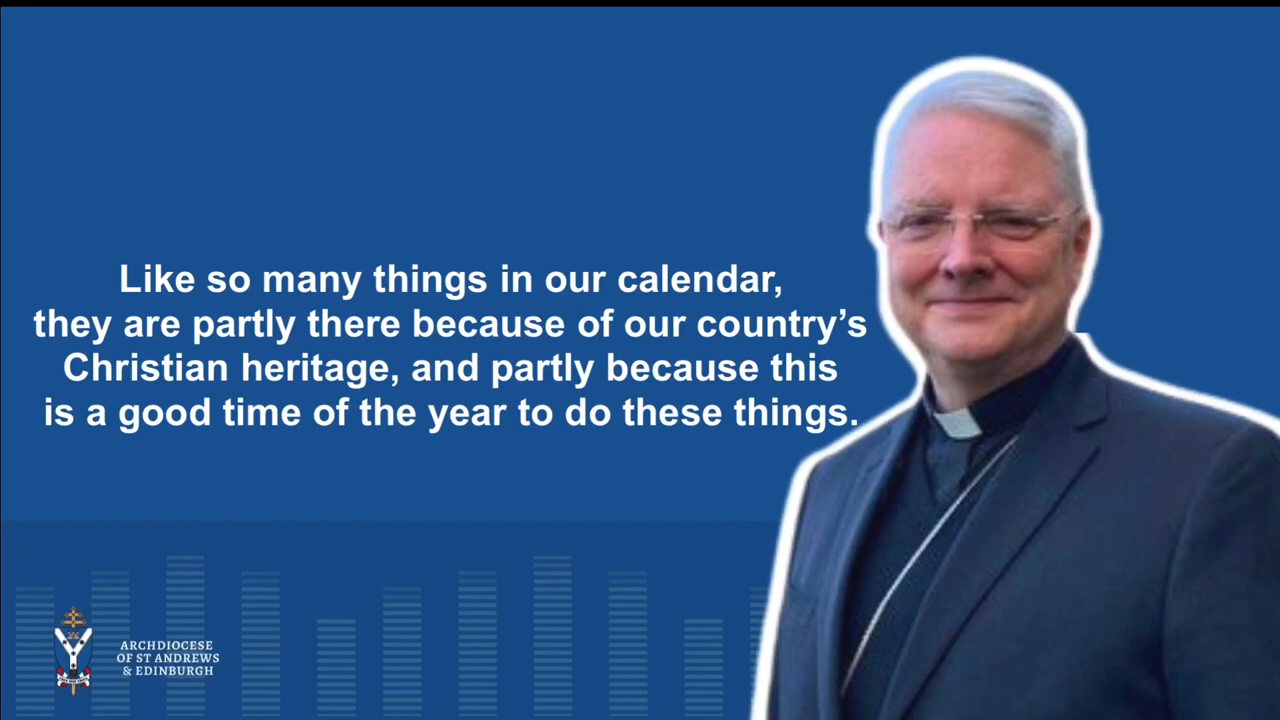 Like so many things in our calendar,
they are partly there because of our country’s
Christian heritage, and partly because this
is a good time of the year to do these things.
ARCHDIOCESE
OF ST ANDREWS
& EDINBURGH